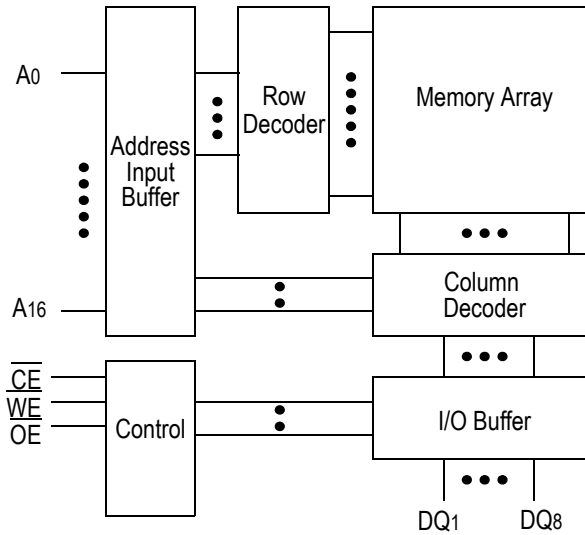 A0
A16
Address
Input
Buffer
Row
Decoder
Memory Array
Column
Decoder
CE
WE
OE
Control
I/O Buffer
DQ1
DQ8